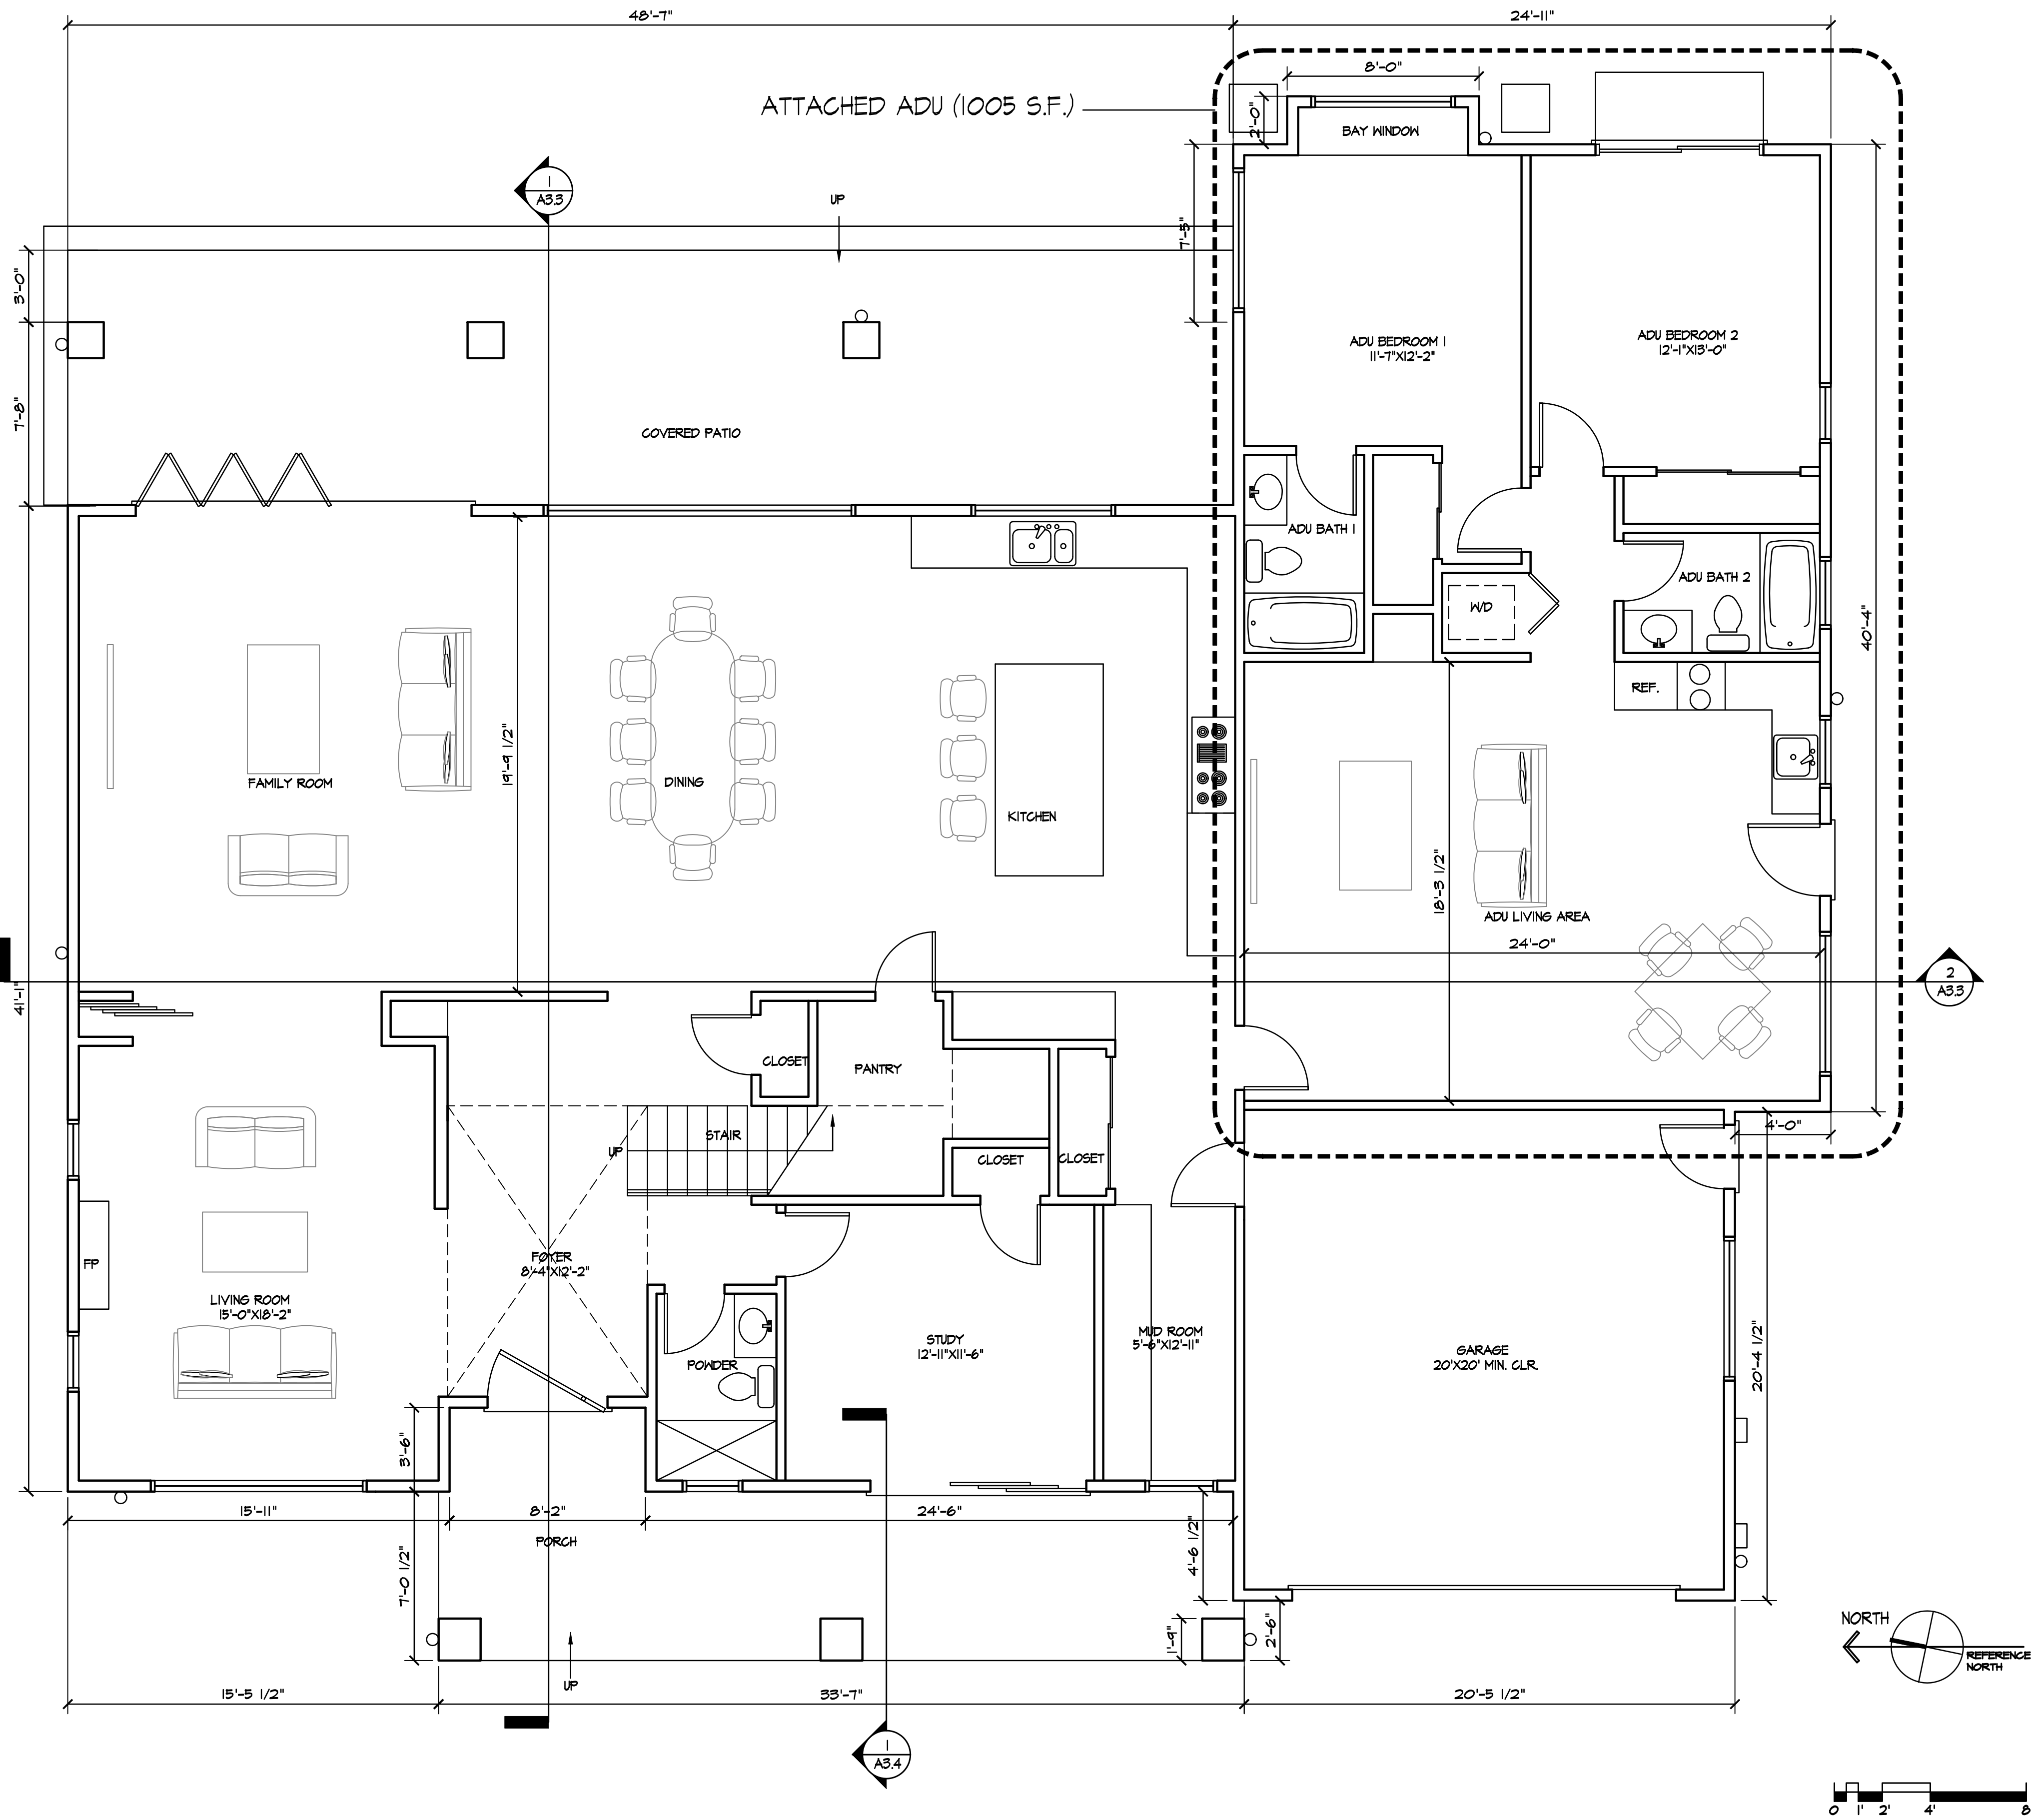 48'-7"
24'-11"
8'-0"
ATTACHED ADU (1005 S.F.)
2'-0"
BAY WINDOW
1
A3.3
UP
7'-5"
3'-0"
7'-8"
ADU BEDROOM 1
11'-7"X12'-2"
ADU BEDROOM 2
12'-1"X13'-0"
COVERED PATIO
ADU BATH 1
ADU BATH 2
W/D
40'-4"
REF.
19'-9 1/2"
FAMILY ROOM
DINING
KITCHEN
18'-3 1/2"
ADU LIVING AREA
24'-0"
2
A3.3
41'-1"
CLOSET
PANTRY
STAIR
UP
CLOSET
CLOSET
4'-0"
FP
FOYER
8'-4"X12'-2"
LIVING ROOM
15'-0"X18'-2"
POWDER
STUDY
12'-11"X11'-6"
MUD ROOM
5'-6"X12'-11"
GARAGE
20'X20' MIN. CLR.
20'-4 1/2"
3'-6"
15'-11"
8'-2"
24'-6"
PORCH
7'-0 1/2"
4'-6 1/2"
1'-9"
2'-6"
NORTH
REFERENCE
NORTH
UP
15'-5 1/2"
33'-7"
20'-5 1/2"
1
A3.4
0 1' 2' 4' 8